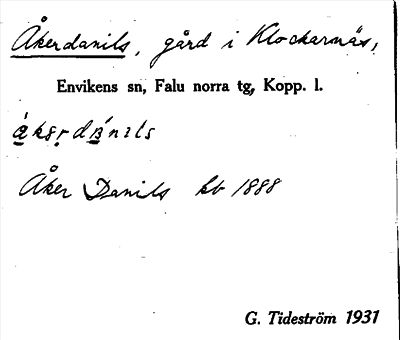 Åkerdanils, gård i Klockarnäs,
Envikens sn, Falu norra tg, Kopp. l.
Åker Danils kb 1888
G. Tideström 1931